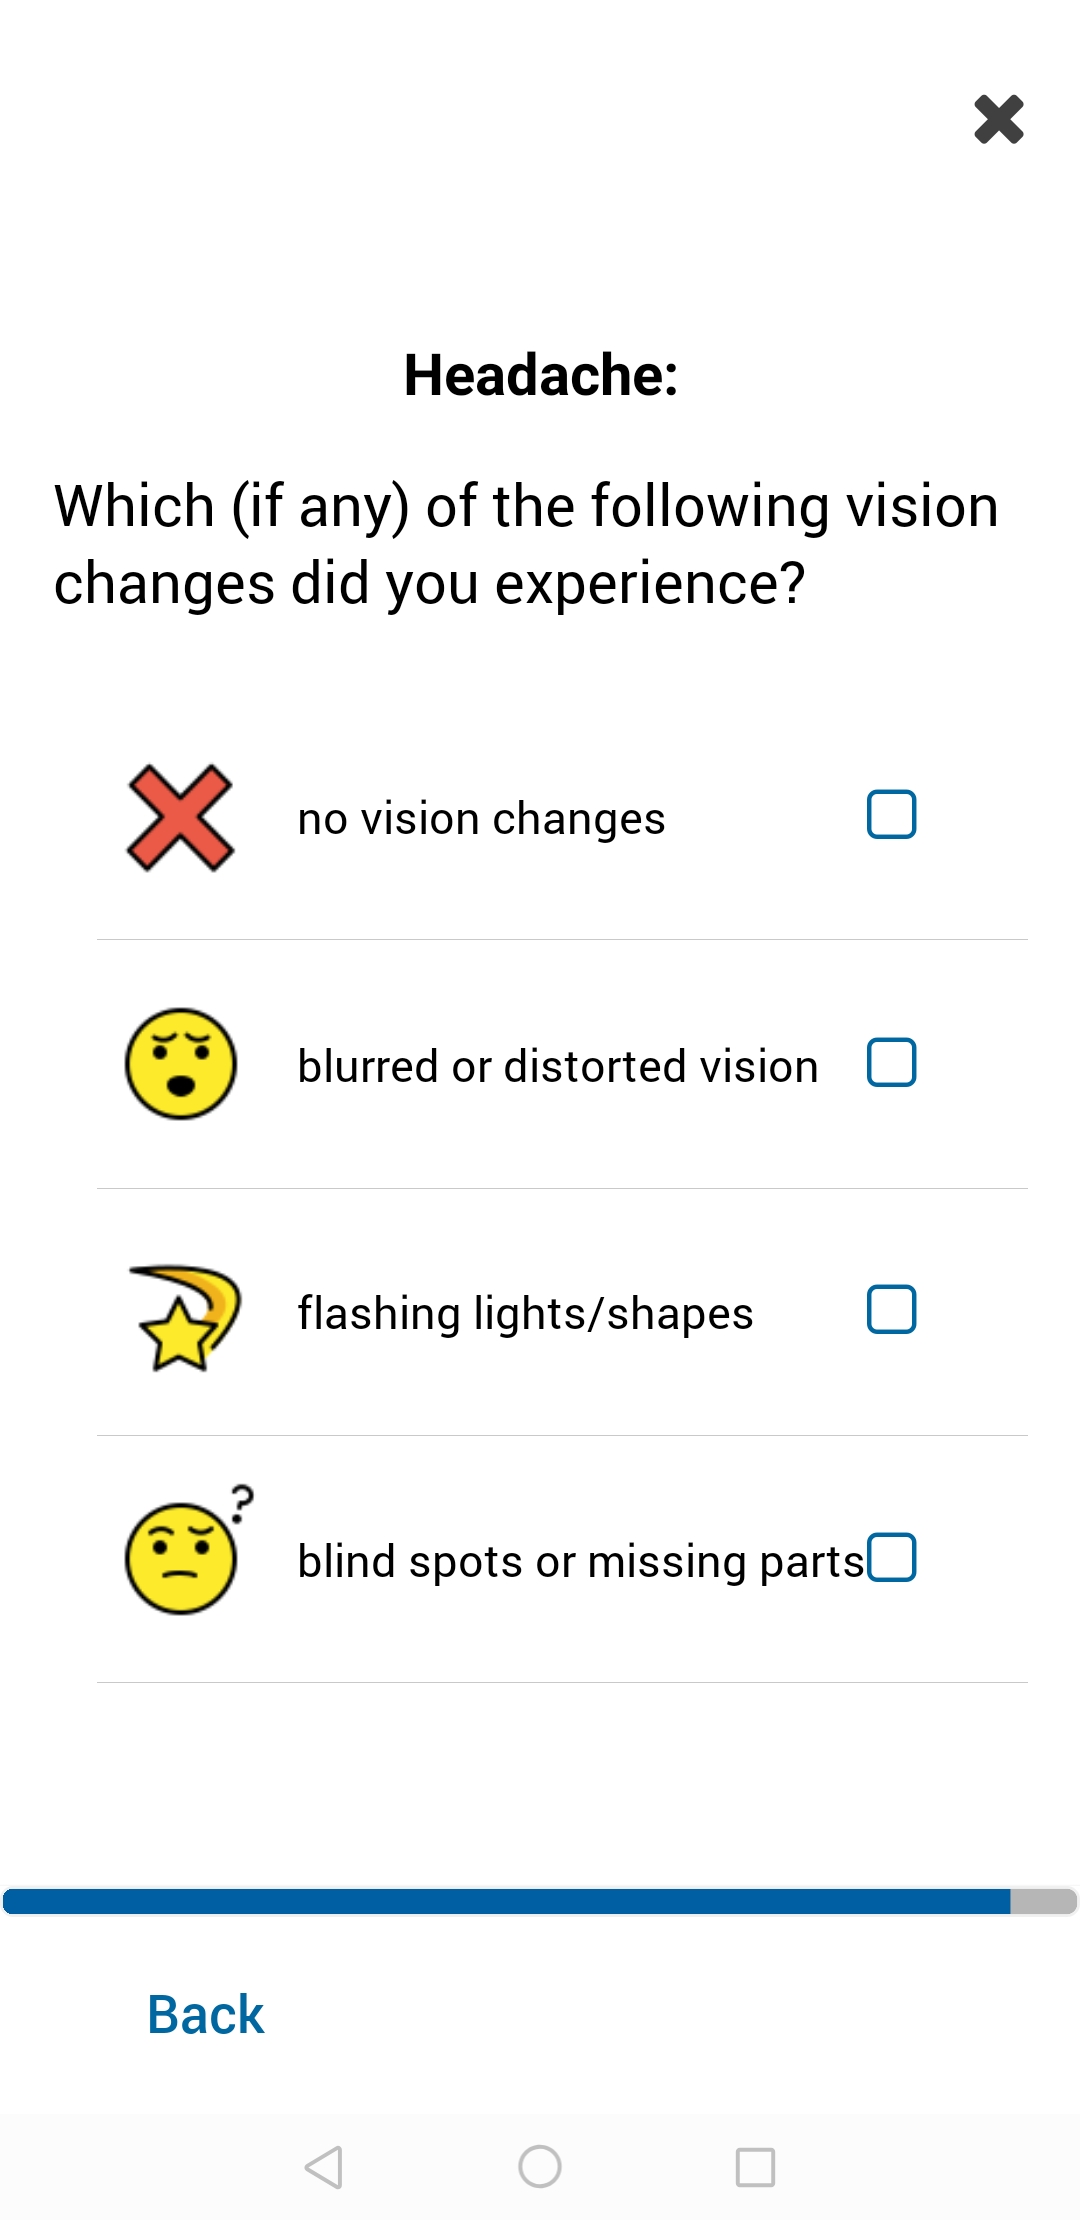 Headache:
Which (if any) of the following vision
changes did you experience?
no vision changes
blurred or distorted vision
flashing lights/shapes
?
blind spots or missing parts
Back